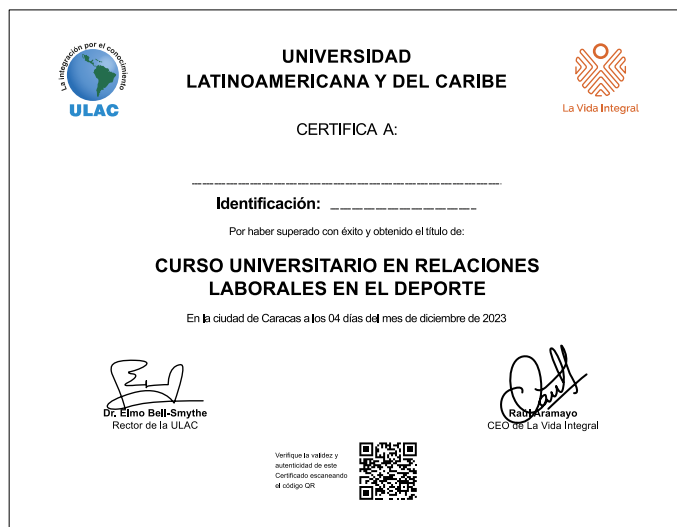 La integración por el conocimiento
ULAC
UNIVERSIDAD
LATINOAMERICANA Y DEL CARIBE
La Vida Integral
CERTIFICA A:
Identificación:
Por haber superado con éxito y obtenido el título de:
CURSO UNIVERSITARIO EN RELACIONES
LABORALES EN EL DEPORTE
En la ciudad de Caracas a los 04 días del mes de diciembre de 2023
Dr. Elmo Bell-Smythe
Rector de la ULAC
Raúl Aramayo
CEO de La Vida Integral
Verifique la validez y
autenticidad de este
Certificado escaneando
el código QR